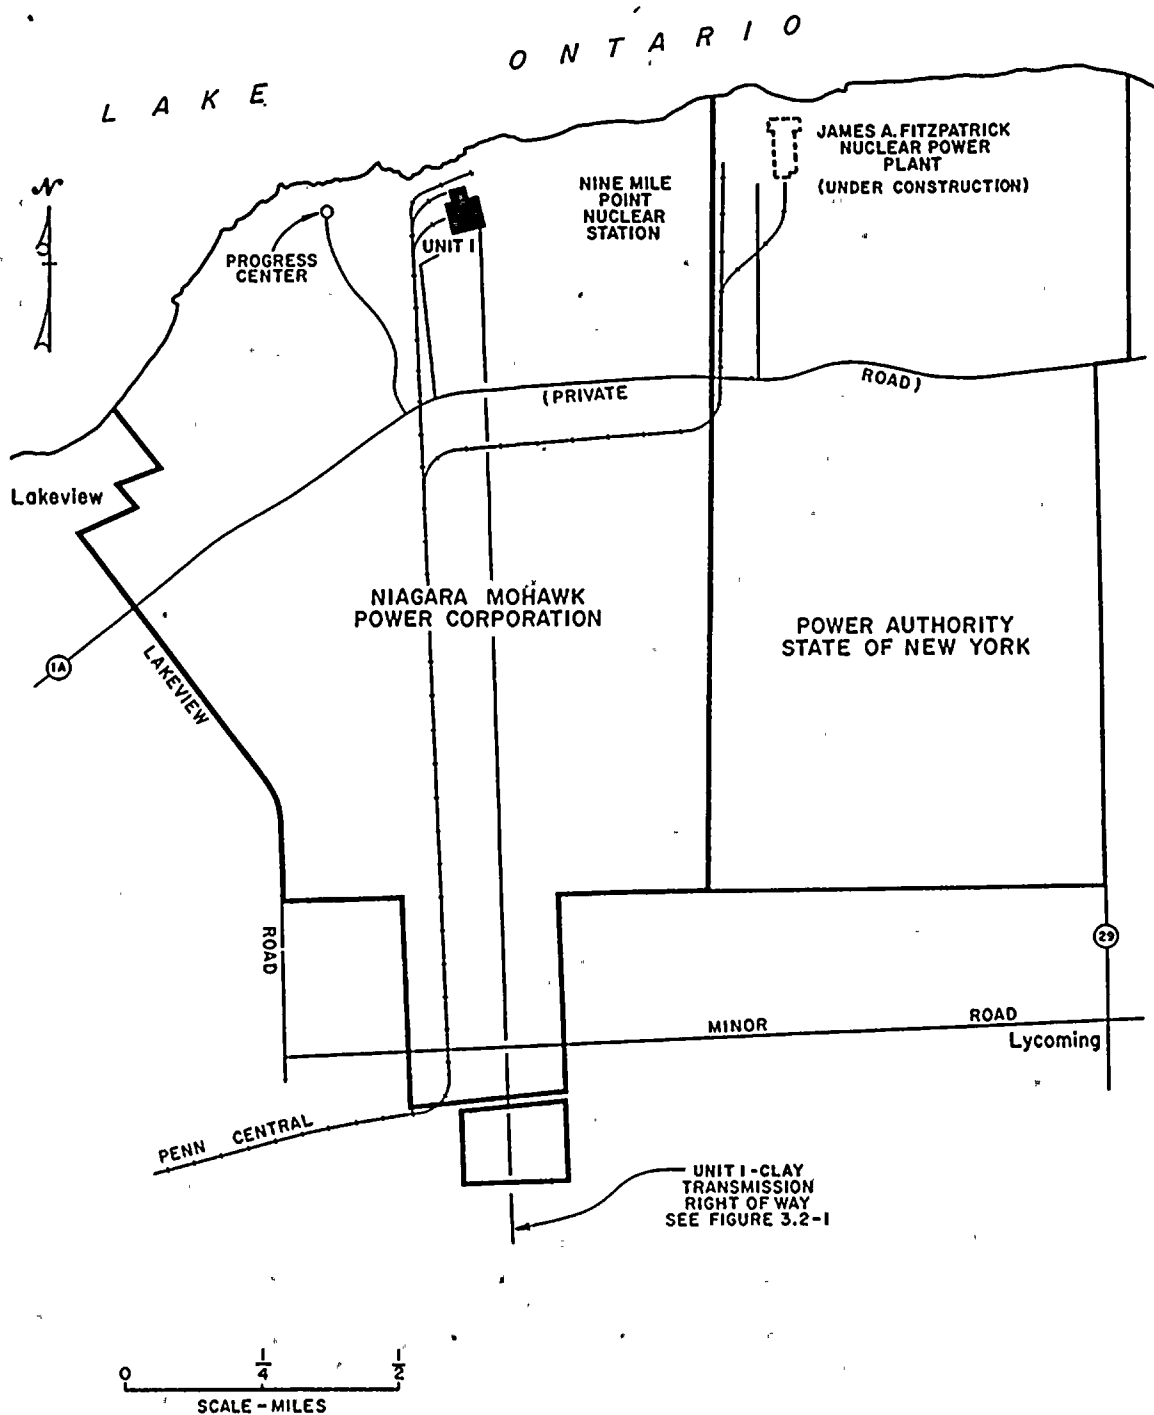 LAKE ONTARIO
N
JAMES A. FITZPATRICK
NUCLEAR POWER
PLANT
(UNDER CONSTRUCTION)
NINE MILE
POINT
NUCLEAR
STATION
UNIT 1
PROGRESS
CENTER
(PRIVATE ROAD)
Lakeview
NIAGARA MOHAWK
POWER CORPORATION
POWER AUTHORITY
STATE OF NEW YORK
1A
LAKEVIEW ROAD
29
MINOR ROAD
Lycoming
PENN CENTRAL
UNIT 1-CLAY
TRANSMISSION
RIGHT OF WAY
SEE FIGURE 3.2-1
0 1/4 1/2
SCALE - MILES